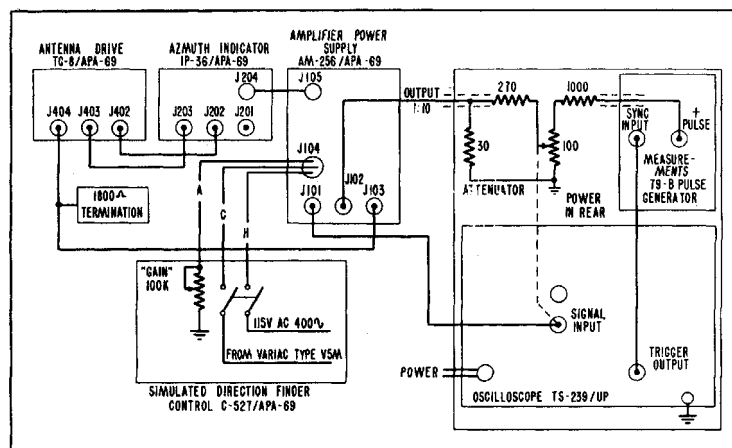 ANTENNA DRIVE
TG-8/APA-69
J404
J403
J402
1800Ω
TERMINATION
AZIMUTH INDICATOR
IP-36/APA-69
J204
J203
J202
J201
AMPLIFIER POWER
SUPPLY
AM-256/APA-69
J105
J104
J101
J102
J103
A
C
H
"GAIN"
100K
115V AC 400~
FROM VARIAC TYPE V5M
SIMULATED DIRECTION FINDER
CONTROL C-527/APA-69
OUTPUT
1:10
270
1000
30
100
ATTENUATOR
SYNC
INPUT
+
PULSE
MEASURE-
MENTS
79-B PULSE
GENERATOR
POWER
IN REAR
SIGNAL
INPUT
TRIGGER
OUTPUT
POWER
OSCILLOSCOPE TS-239/UP